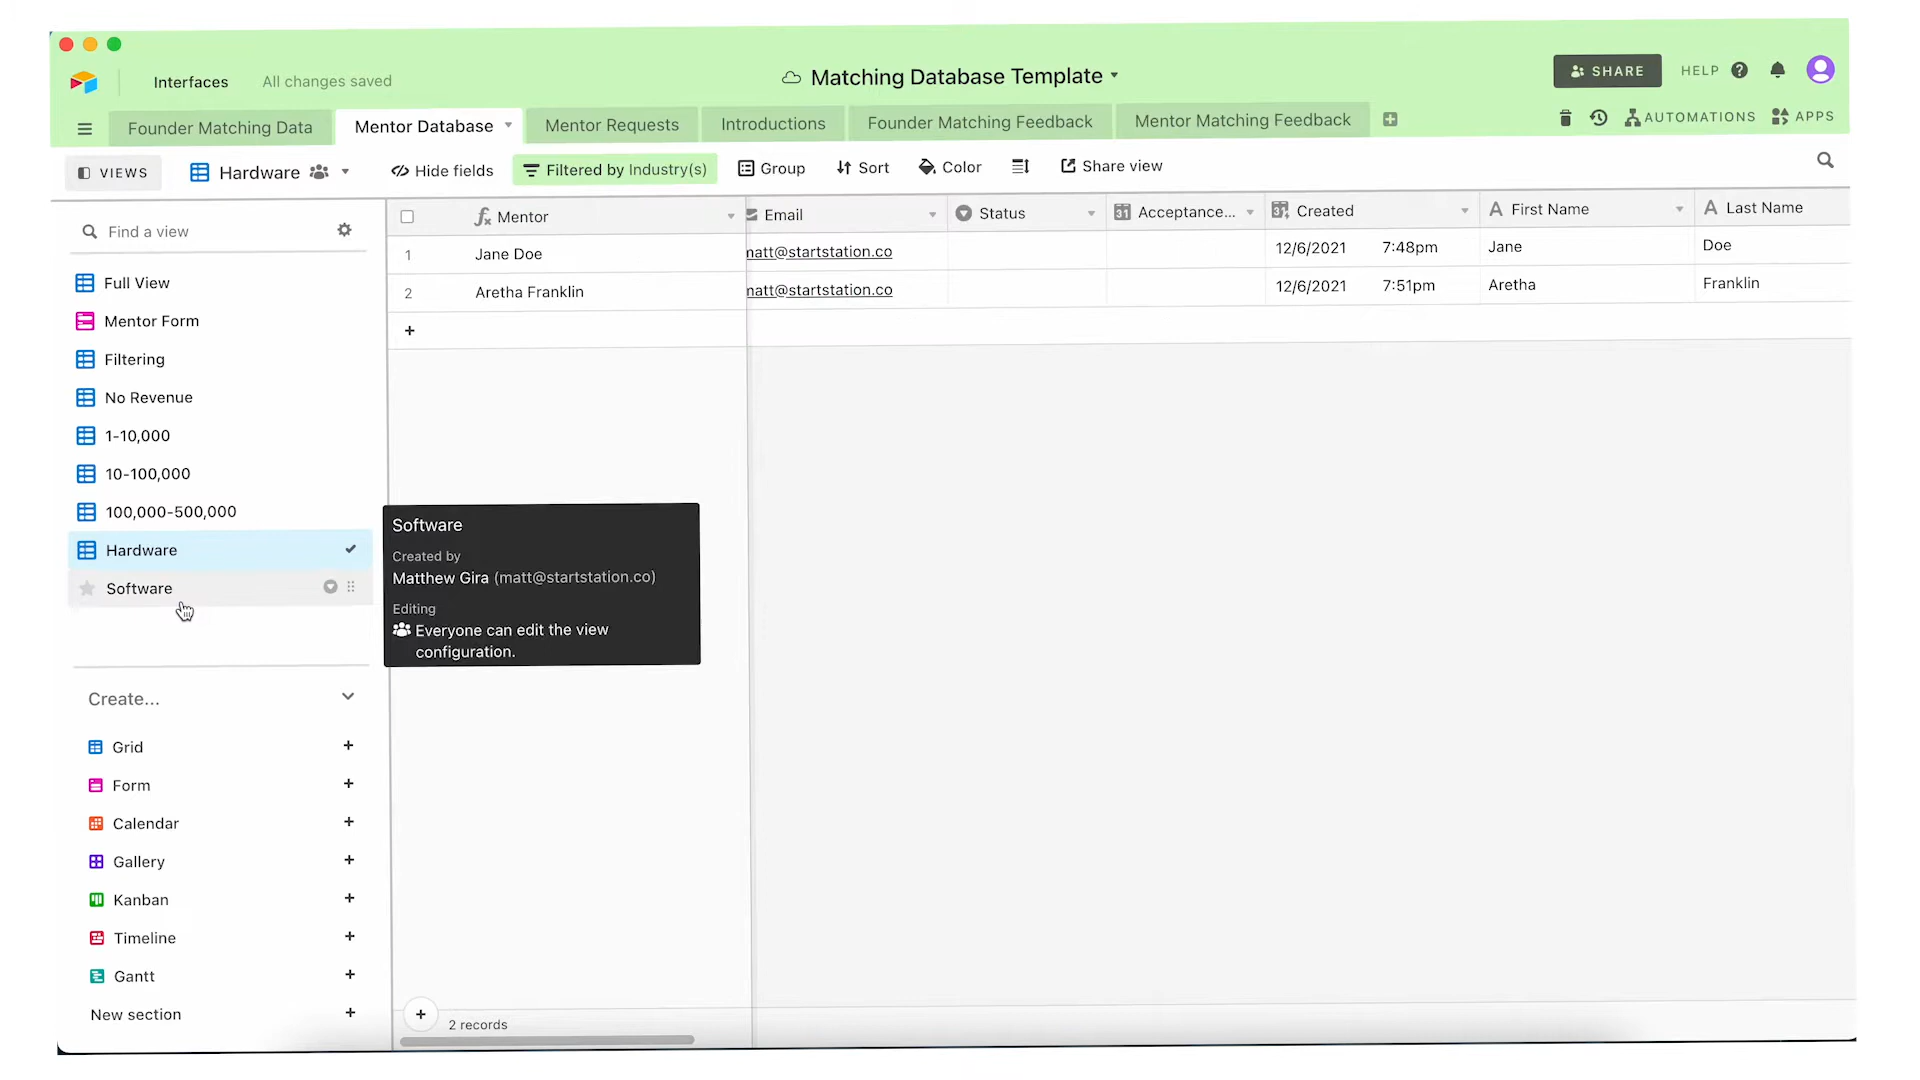 Interfaces
All changes saved
Matching Database Template
SHARE
HELP
Founder Matching Data
Mentor Database
Mentor Requests
Introductions
Founder Matching Feedback
Mentor Matching Feedback
AUTOMATIONS
APPS
VIEWS
Hardware
Hide fields
Filtered by Industry(s)
Group
Sort
Color
Share view
Find a view
Full View
Mentor Form
Filtering
No Revenue
1-10,000
10-100,000
100,000-500,000
Hardware
Software
Create...
Grid
Form
Calendar
Gallery
Kanban
Timeline
Gantt
New section
Mentor Email Status Acceptance... Created First Name Last Name
1 Jane Doe matt@startstation.co 12/6/2021 7:48pm Jane Doe
2 Aretha Franklin matt@startstation.co 12/6/2021 7:51pm Aretha Franklin
Software
Created by
Matthew Gira (matt@startstation.co)
Editing
Everyone can edit the view
configuration.
2 records